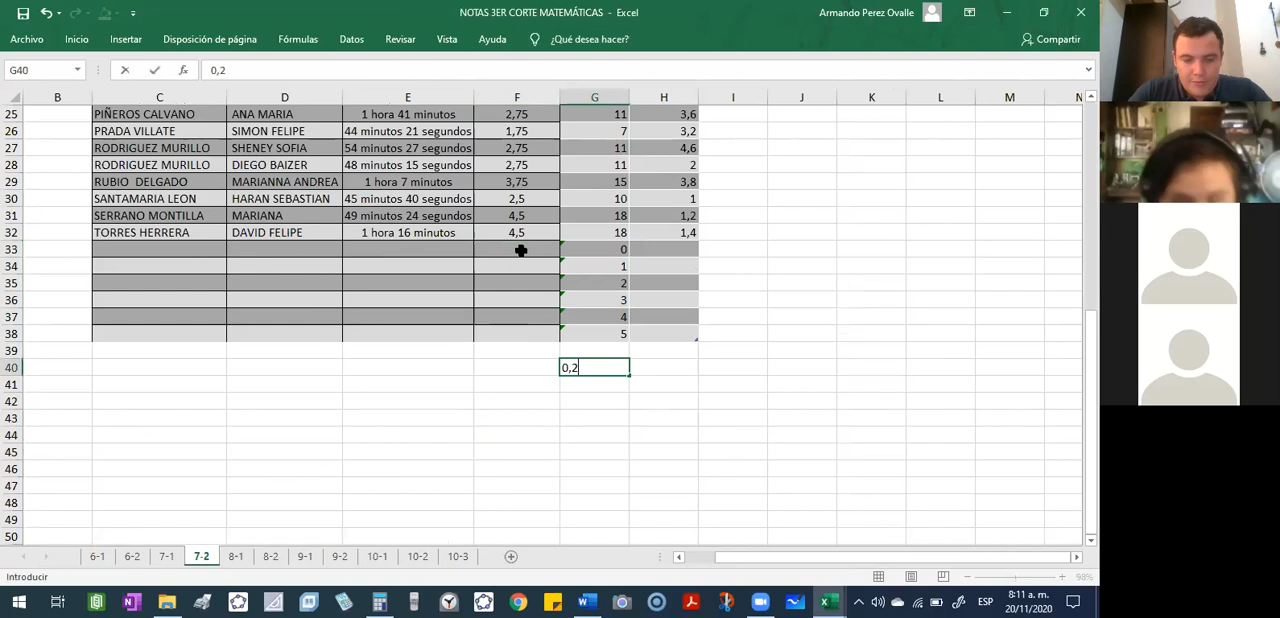 NOTAS 3ER CORTE MATEMÁTICAS - Excel
Armando Perez Ovalle
Archivo Inicio Insertar Disposición de página Fórmulas Datos Revisar Vista Ayuda ¿Qué desea hacer? Compartir
G40 fx 0,2
B C D E F G H I J K L M N
25 PIÑEROS CALVANO ANA MARIA 1 hora 41 minutos 2,75 11 3,6
26 PRADA VILLATE SIMON FELIPE 44 minutos 21 segundos 1,75 7 3,2
27 RODRIGUEZ MURILLO SHENEY SOFIA 54 minutos 27 segundos 2,75 11 4,6
28 RODRIGUEZ MURILLO DIEGO BAIZER 48 minutos 15 segundos 2,75 11 2
29 RUBIO DELGADO MARIANNA ANDREA 1 hora 7 minutos 3,75 15 3,8
30 SANTAMARIA LEON HARAN SEBASTIAN 45 minutos 40 segundos 2,5 10 1
31 SERRANO MONTILLA MARIANA 49 minutos 24 segundos 4,5 18 1,2
32 TORRES HERRERA DAVID FELIPE 1 hora 16 minutos 4,5 18 1,4
33 0
34 1
35 2
36 3
37 4
38 5
39
40 0,2
41
42
43
44
45
46
47
48
49
50
6-1 6-2 7-1 7-2 8-1 8-2 9-1 9-2 10-1 10-2 10-3
Introducir 98%
ESP 8:11 a. m.
20/11/2020